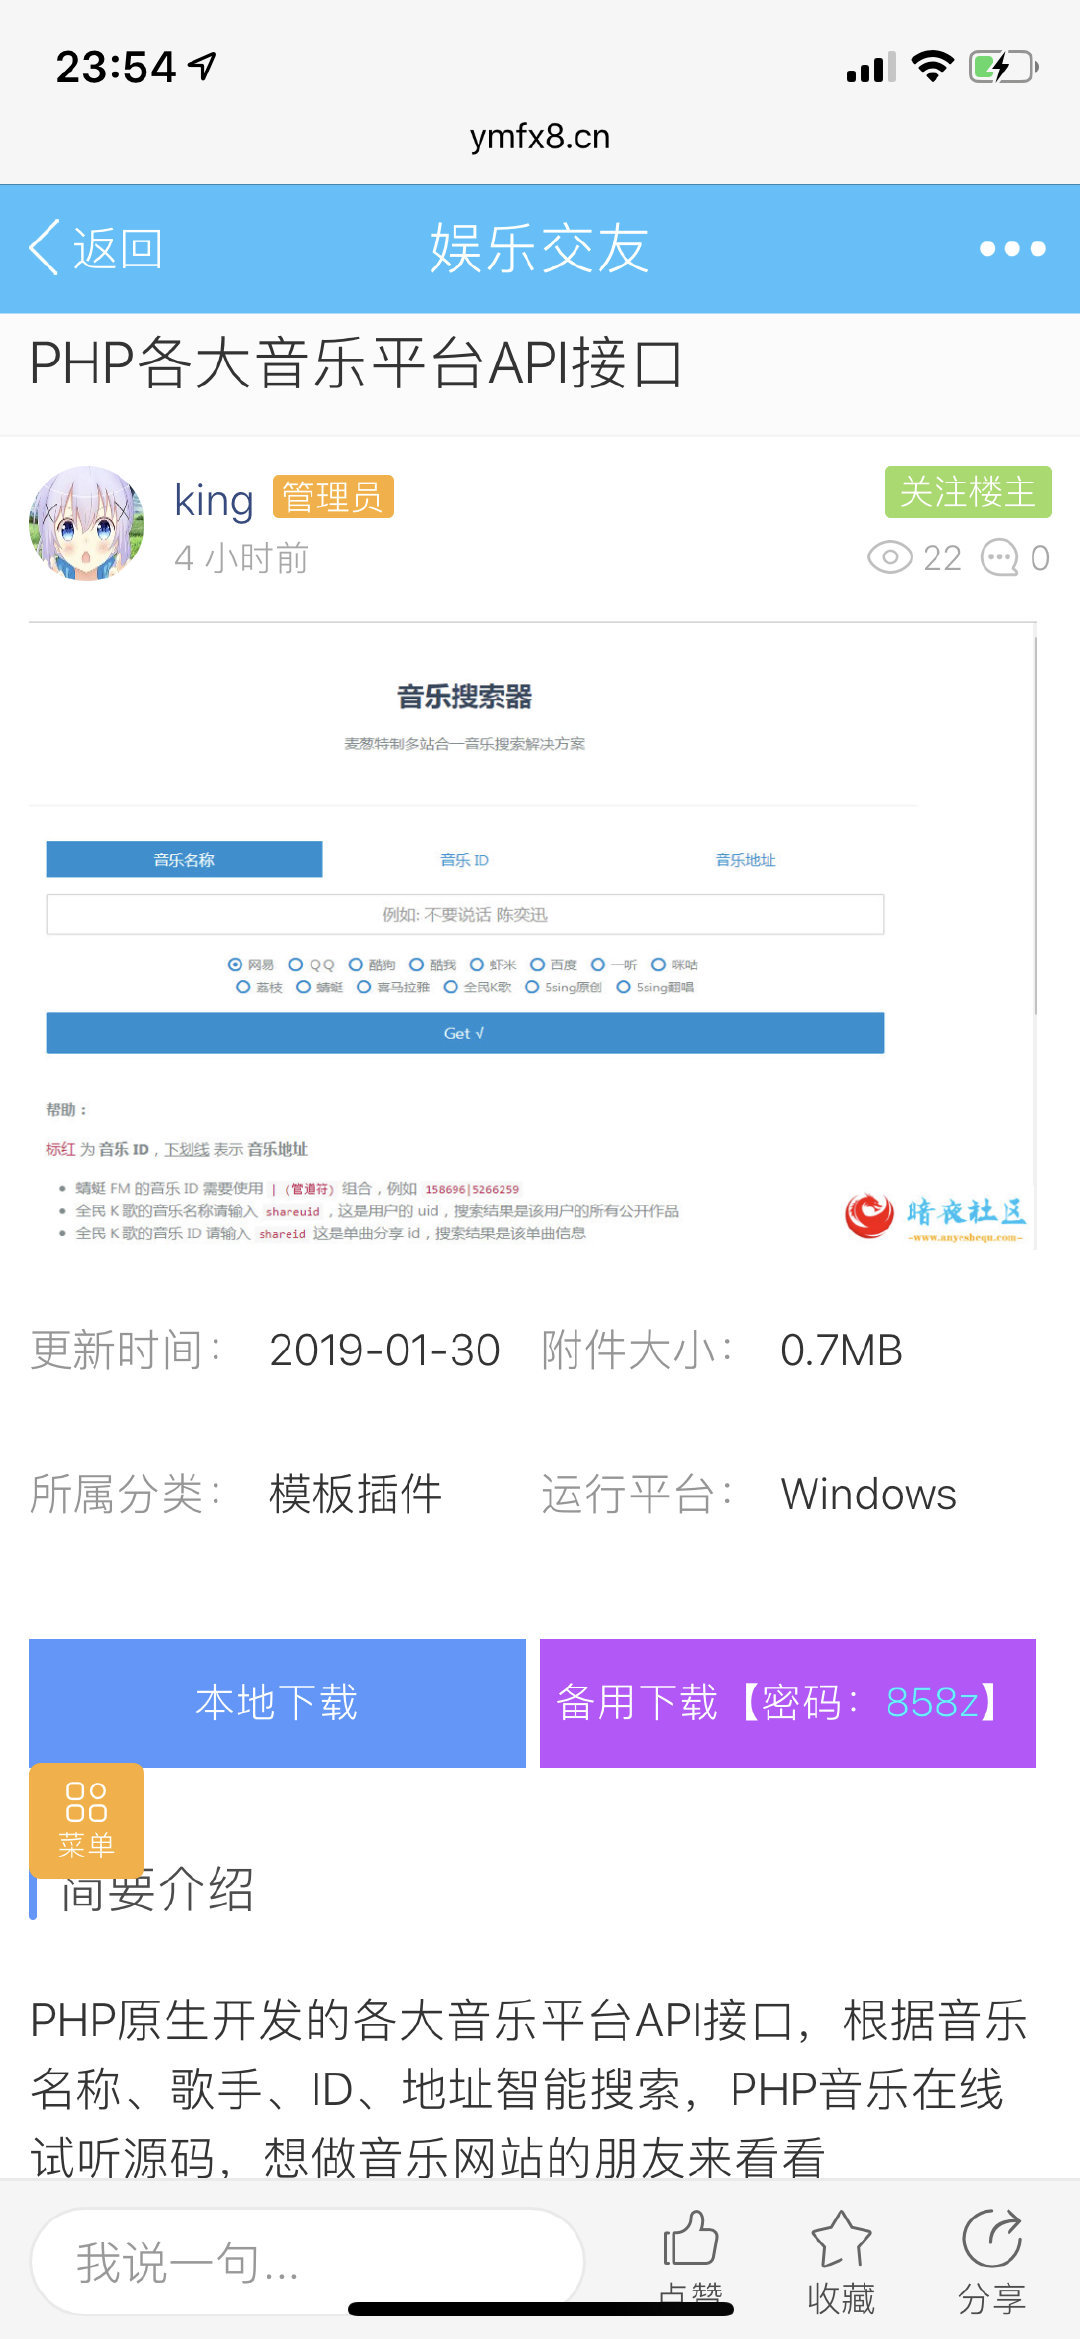 23:54
ymfx8.cn
返回
娱乐交友
PHP各大音乐平台API接口
king 管理员
关注楼主
4 小时前
22 0
音乐搜索器
麦葱特制多站合一音乐搜索解决方案
音乐名称 音乐 ID 音乐地址
例如: 不要说话 陈奕迅
网易 QQ 酷狗 酷我 虾米 百度 一听 咪咕
荔枝 蜻蜓 喜马拉雅 全民K歌 5sing原创 5sing翻唱
Get √
帮助：
标红 为 音乐 ID，下划线 表示 音乐地址
蜻蜓 FM 的音乐 ID 需要使用 |（管道符）组合，例如 158696|5266259
全民 K 歌的音乐名称请输入 shareuid ，这是用户的 uid，搜索结果是该用户的所有公开作品
全民 K 歌的音乐 ID 请输入 shareid 这是单曲分享 id，搜索结果是该单曲信息
暗夜社区
-www.anyeshequ.com-
更新时间： 2019-01-30 附件大小： 0.7MB
所属分类： 模板插件 运行平台： Windows
本地下载
备用下载【密码：858z】
菜单
简要介绍
PHP原生开发的各大音乐平台API接口，根据音乐
名称、歌手、ID、地址智能搜索，PHP音乐在线
试听源码，想做音乐网站的朋友来看看
我说一句...
点赞
收藏
分享